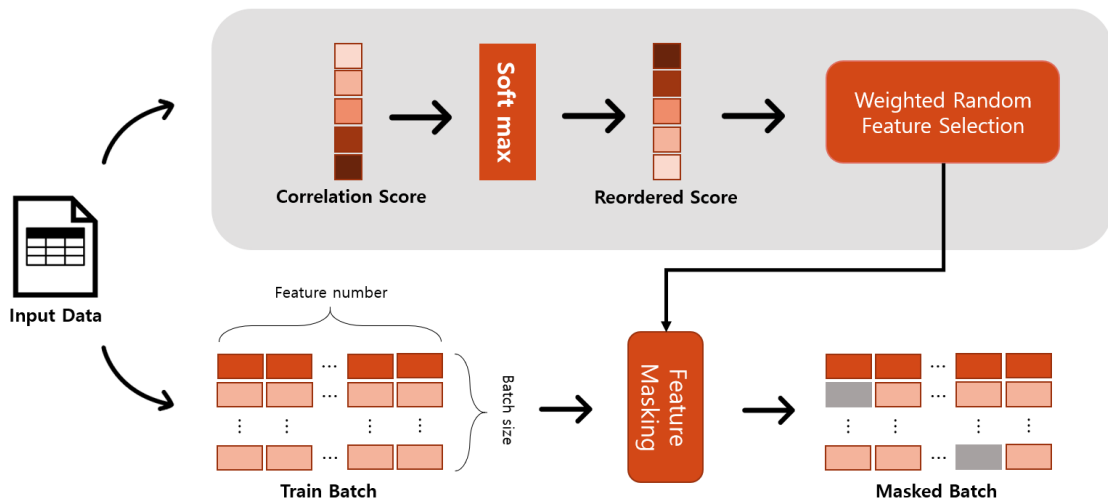 Soft max
Weighted Random
Feature Selection
Correlation Score
Reordered Score
Input Data
Feature number
...
...
Batch size
...
...
Train Batch
Feature
Masking
...
...
...
...
Masked Batch